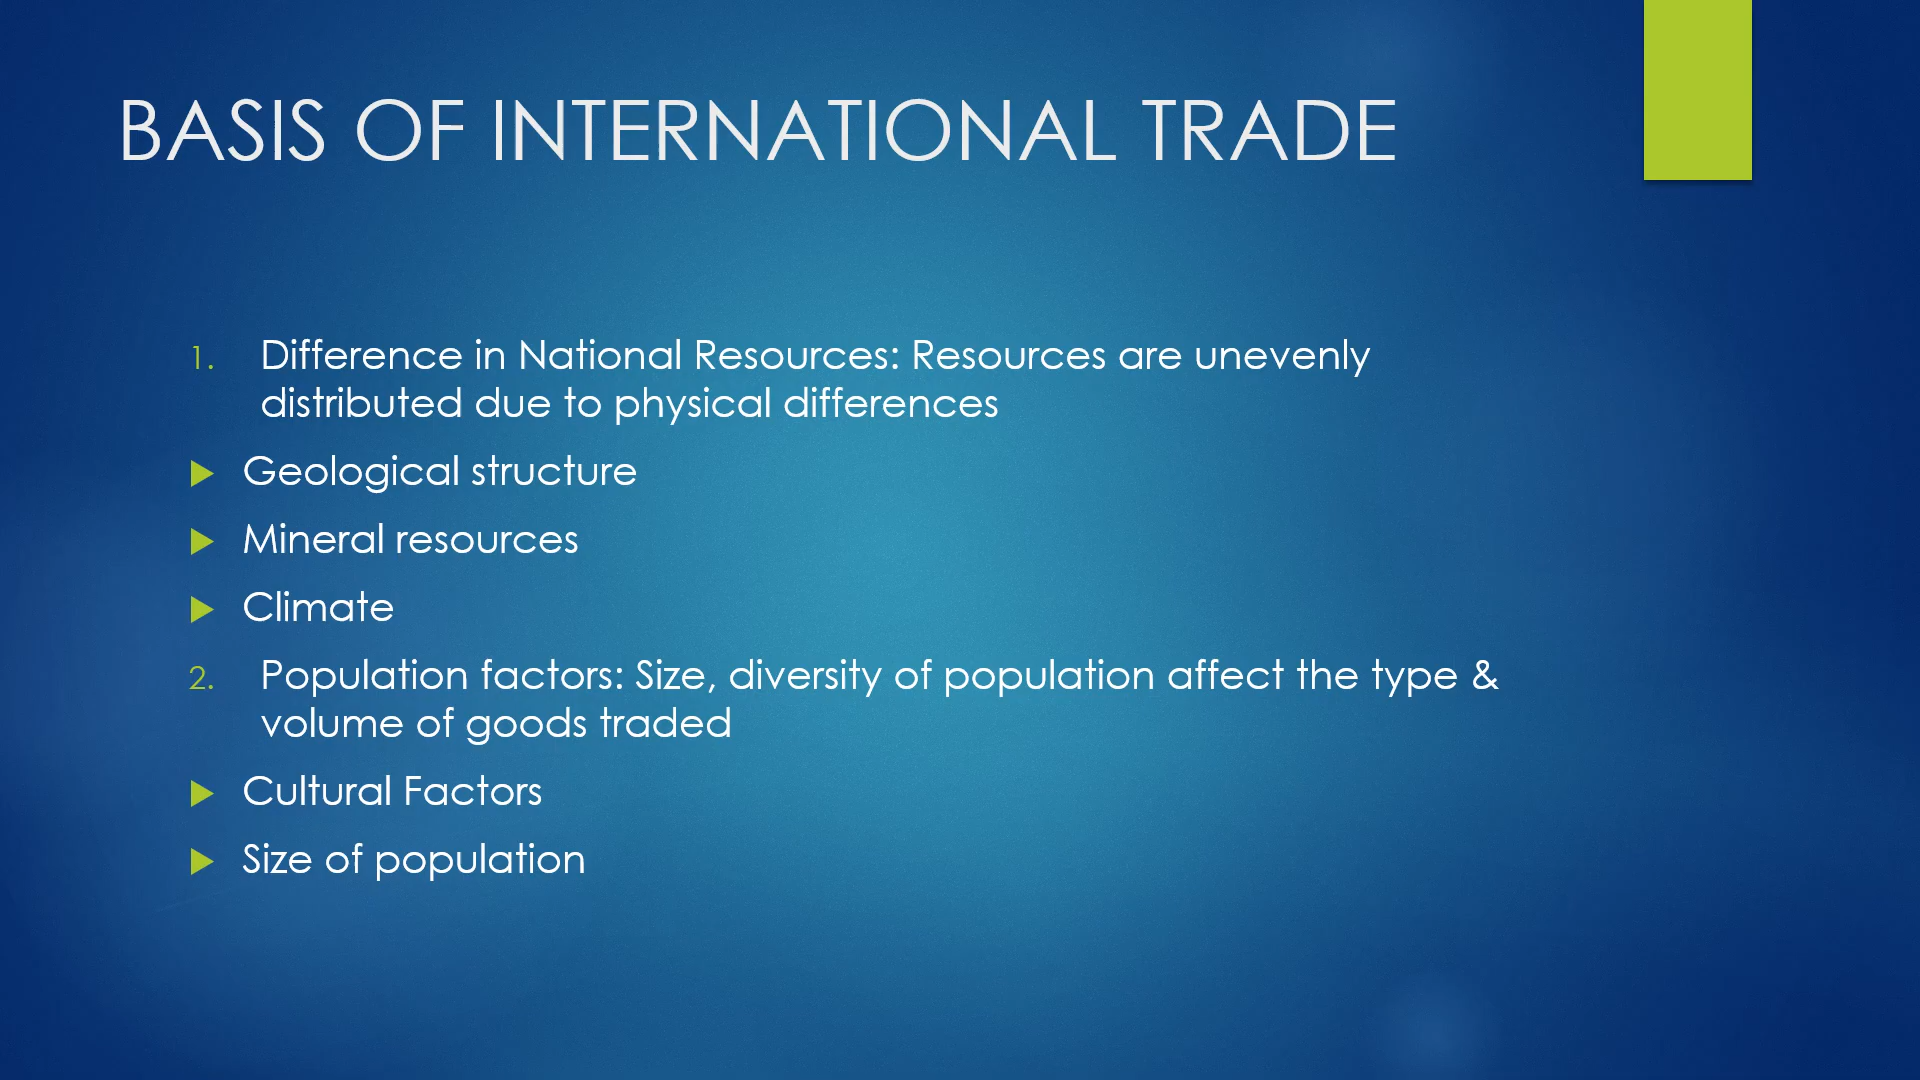 BASIS OF INTERNATIONAL TRADE
1. Difference in National Resources: Resources are unevenly
distributed due to physical differences
Geological structure
Mineral resources
Climate
2. Population factors: Size, diversity of population affect the type &
volume of goods traded
Cultural Factors
Size of population